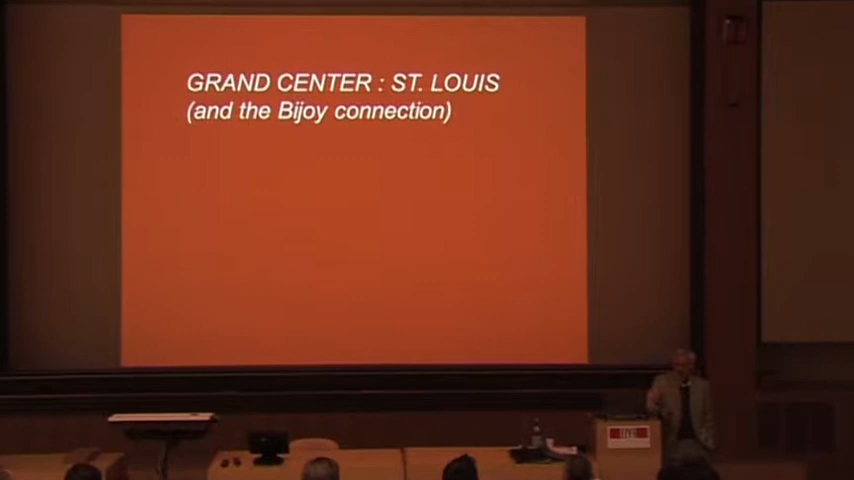 GRAND CENTER : ST. LOUIS
(and the Bijoy connection)